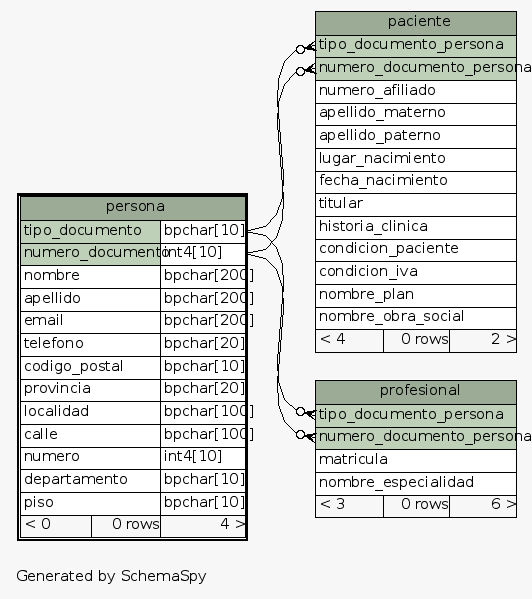 paciente
tipo_documento_persona
numero_documento_persona
numero_afiliado
apellido_materno
apellido_paterno
lugar_nacimiento
fecha_nacimiento
titular
historia_clinica
condicion_paciente
condicion_iva
nombre_plan
nombre_obra_social
< 4 0 rows 2 >
persona
tipo_documento bpchar[10]
numero_documento int4[10]
nombre bpchar[200]
apellido bpchar[200]
email bpchar[200]
telefono bpchar[20]
codigo_postal bpchar[10]
provincia bpchar[20]
localidad bpchar[100]
calle bpchar[100]
numero int4[10]
departamento bpchar[10]
piso bpchar[10]
< 0 0 rows 4 >
profesional
tipo_documento_persona
numero_documento_persona
matricula
nombre_especialidad
< 3 0 rows 6 >
Generated by SchemaSpy